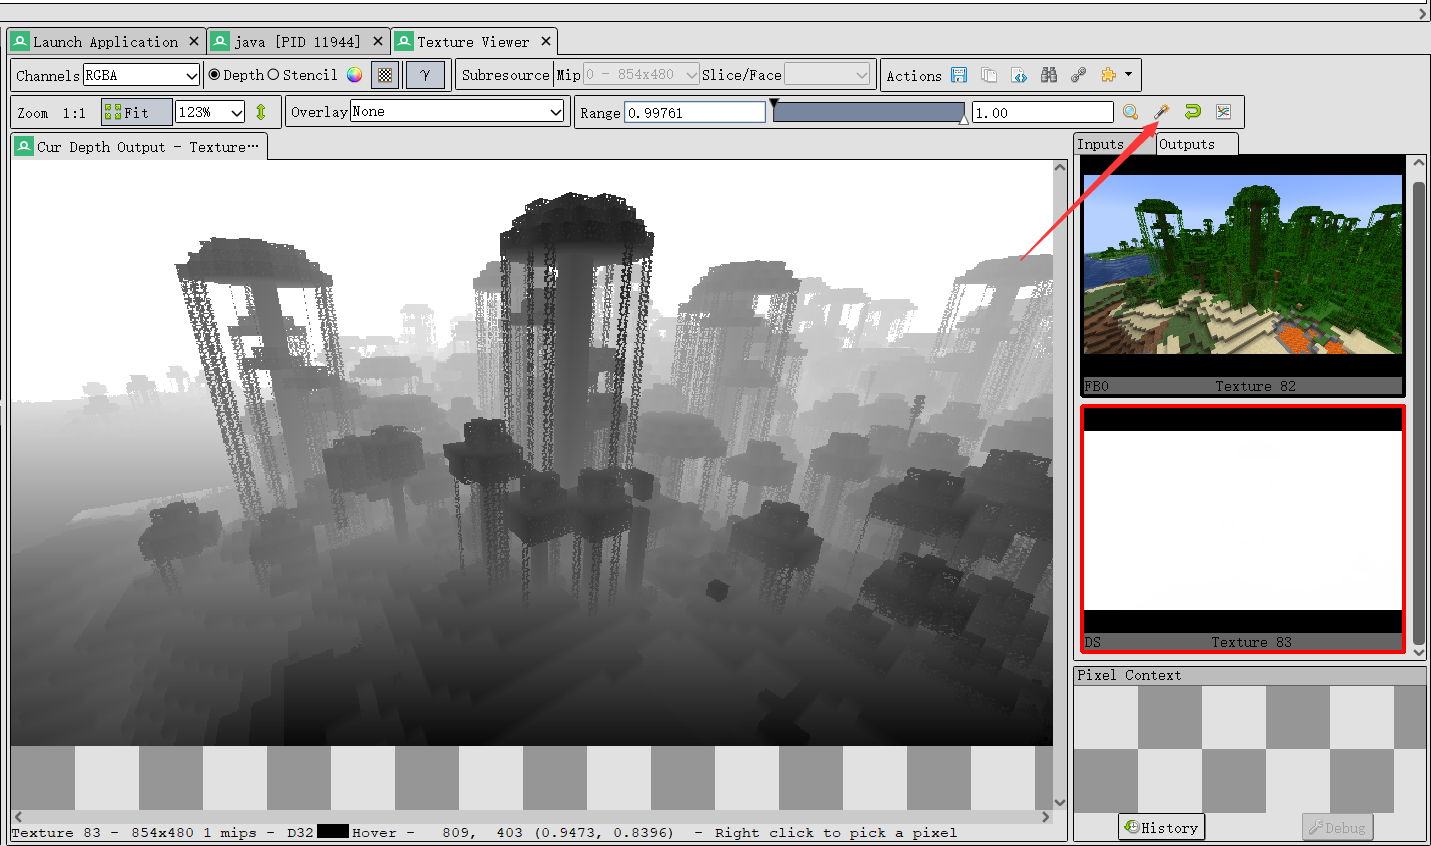 Launch Application
java [PID 11944]
Texture Viewer
Channels RGBA Depth Stencil γ Subresource Mip 0 - 854x480 Slice/Face Actions
Zoom 1:1 Fit 123% Overlay None Range 0.99761 1.00
Cur Depth Output - Texture…
Inputs Outputs
FB0 Texture 82
DS Texture 83
Pixel Context
History Debug
Texture 83 - 854x480 1 mips - D32 Hover - 809, 403 (0.9473, 0.8396) - Right click to pick a pixel